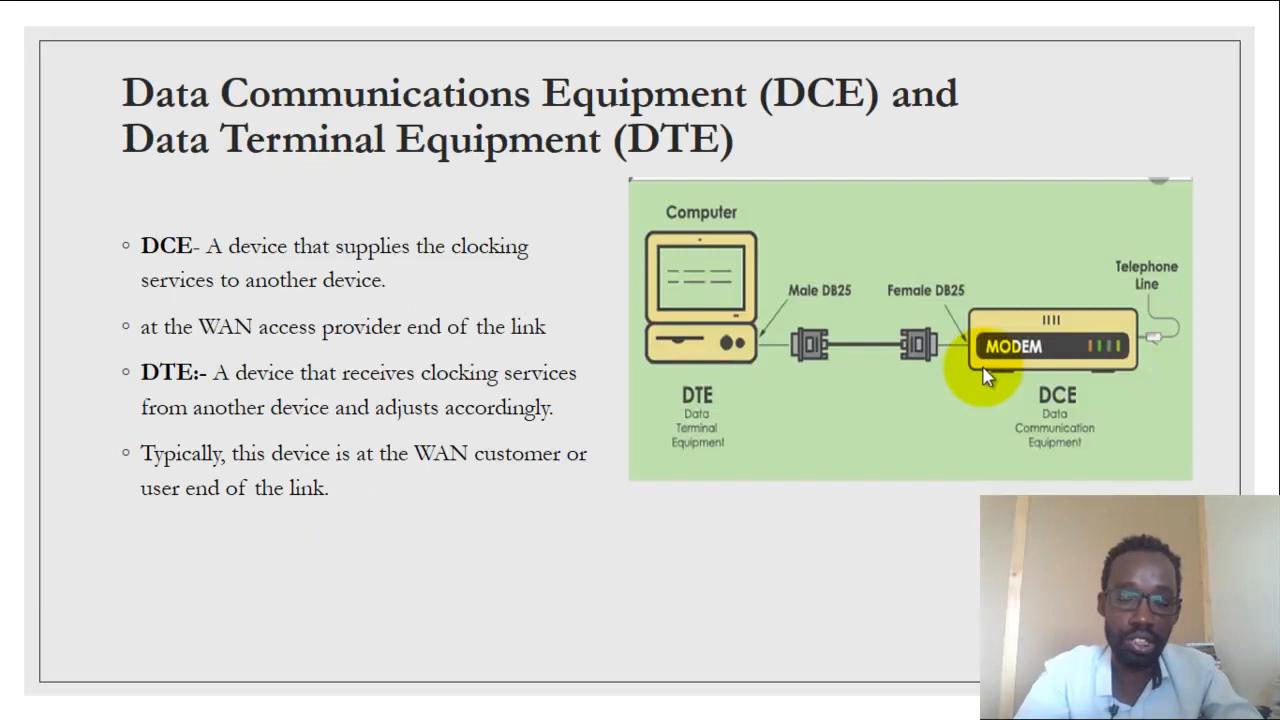 Data Communications Equipment (DCE) and
Data Terminal Equipment (DTE)
◦ DCE- A device that supplies the clocking
services to another device.
◦ at the WAN access provider end of the link
◦ DTE:- A device that receives clocking services
from another device and adjusts accordingly.
◦ Typically, this device is at the WAN customer or
user end of the link.
Computer
Male DB25
Female DB25
Telephone
Line
MODEM
DTE
Data
Terminal
Equipment
DCE
Data
Communication
Equipment